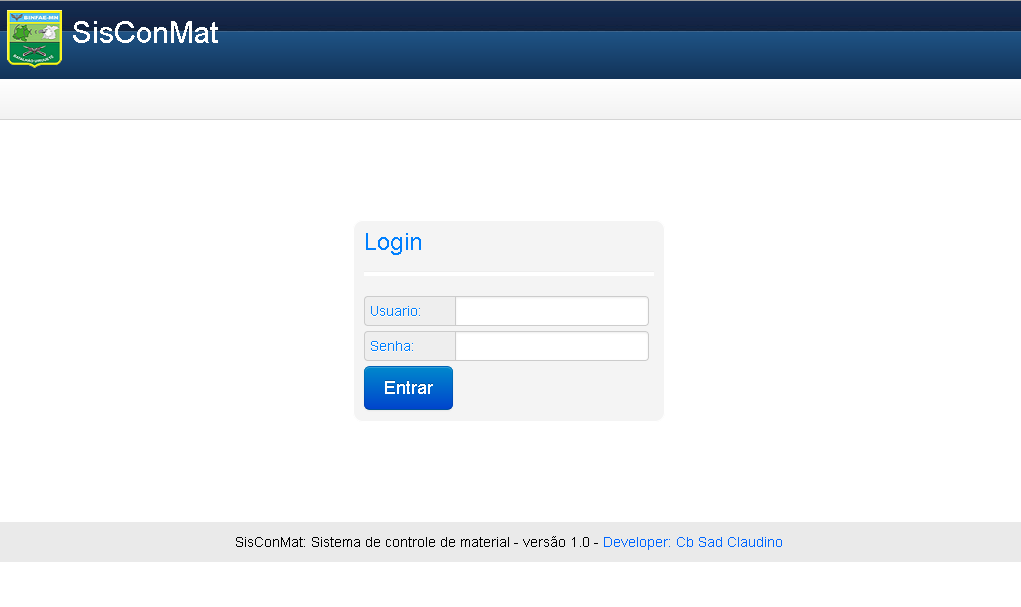 BINFAE-MN
SisConMat
Login
Usuario:
Senha:
Entrar
SisConMat: Sistema de controle de material - versão 1.0 - Developer: Cb Sad Claudino